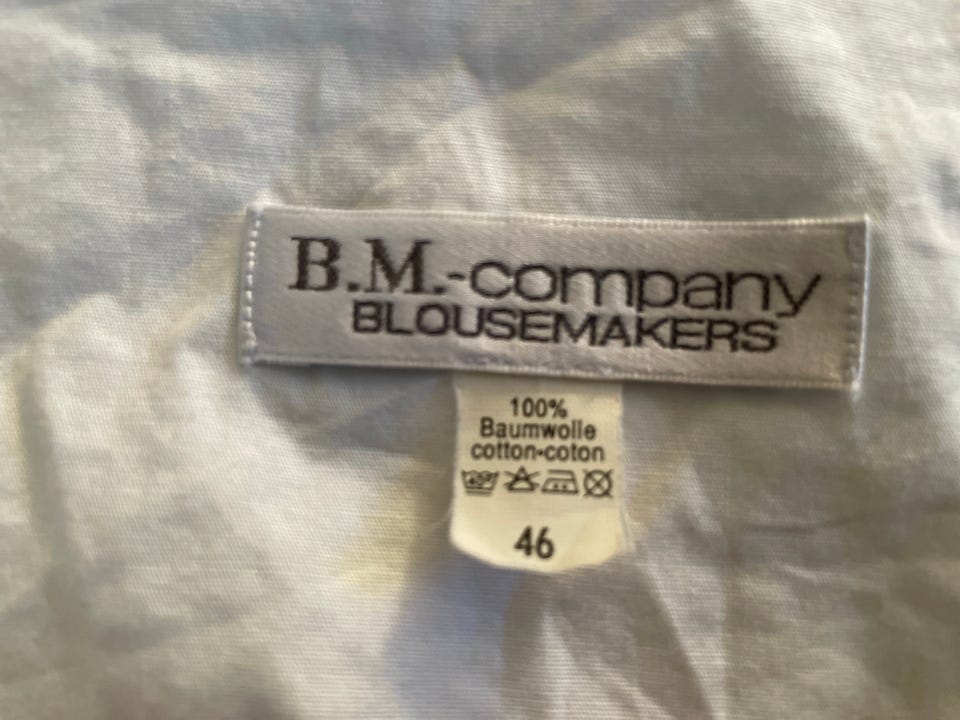 B.M.-company
BLOUSEMAKERS
100%
Baumwolle
cotton-coton
46